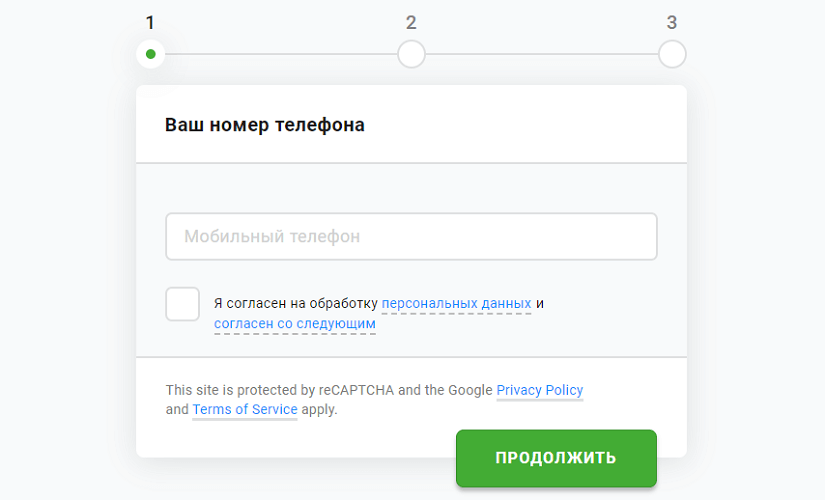 1 2 3
Ваш номер телефона
Мобильный телефон
Я согласен на обработку персональных данных и
согласен со следующим
This site is protected by reCAPTCHA and the Google Privacy Policy
and Terms of Service apply.
ПРОДОЛЖИТЬ